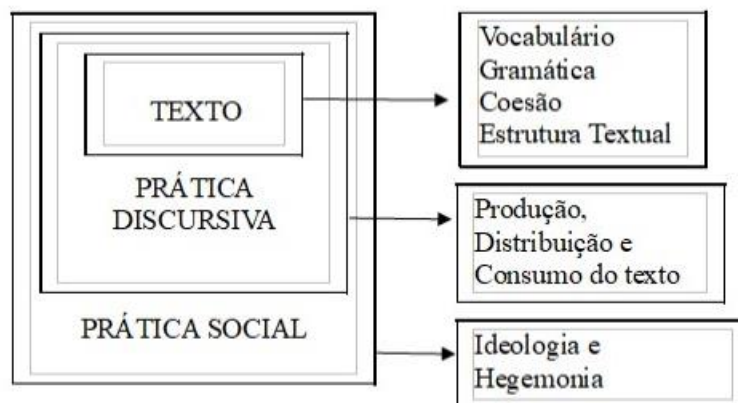 TEXTO
Vocabulário
Gramática
Coesão
Estrutura Textual
PRÁTICA
DISCURSIVA
Produção,
Distribuição e
Consumo do texto
PRÁTICA SOCIAL
Ideologia e
Hegemonia